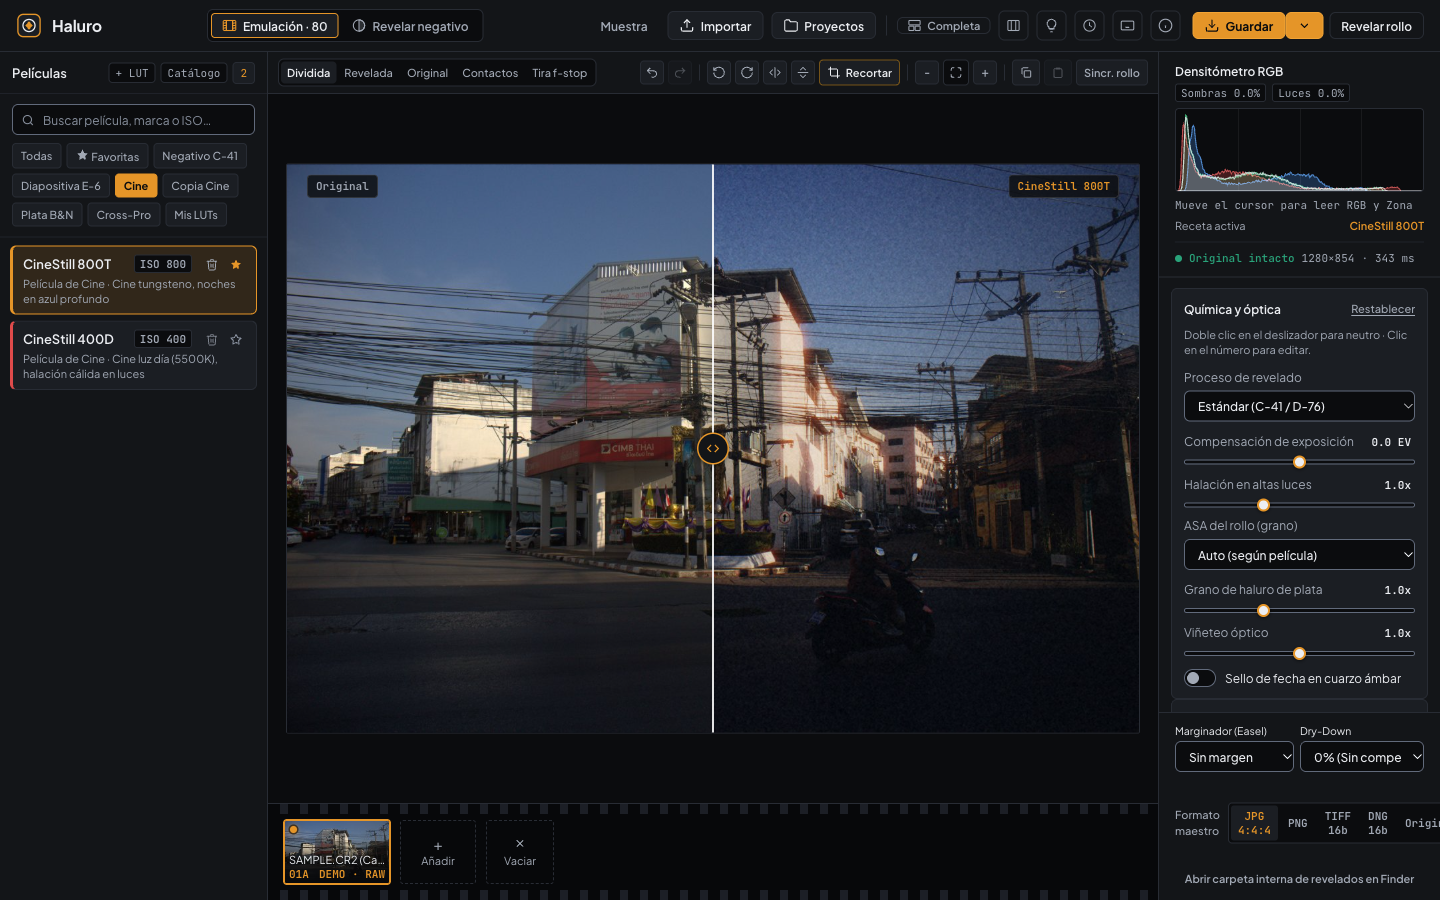 Haluro
Emulación · 80
Revelar negativo
Muestra
Importar
Proyectos
Completa
Guardar
Revelar rollo
Películas
+ LUT
Catálogo
2
Buscar película, marca o ISO...
Todas
Favoritas
Negativo C-41
Diapositiva E-6
Cine
Copia Cine
Plata B&N
Cross-Pro
Mis LUTs
CineStill 800T
ISO 800
Película de Cine · Cine tungsteno, noches
en azul profundo
CineStill 400D
ISO 400
Película de Cine · Cine luz día (5500K),
halación cálida en luces
Dividida
Revelada
Original
Contactos
Tira f-stop
Recortar
-
+
Sincr. rollo
Original
CineStill 800T
CIMB THAI
SAMPLE.CR2 (Ca...
01A DEMO · RAW
+
Añadir
×
Vaciar
Densitómetro RGB
Sombras 0.0%
Luces 0.0%
Mueve el cursor para leer RGB y Zona
Receta activa
CineStill 800T
Original intacto 1280×854 · 343 ms
Química y óptica
Restablecer
Doble clic en el deslizador para neutro · Clic
en el número para editar.
Proceso de revelado
Estándar (C-41 / D-76)
Compensación de exposición
0.0 EV
Halación en altas luces
1.0x
ASA del rollo (grano)
Auto (según película)
Grano de haluro de plata
1.0x
Viñeteo óptico
1.0x
Sello de fecha en cuarzo ámbar
Marginador (Easel)
Dry-Down
Sin margen
0% (Sin compe
Formato
maestro
JPG
4:4:4
PNG
TIFF
16b
DNG
16b
Origin
Abrir carpeta interna de revelados en Finder